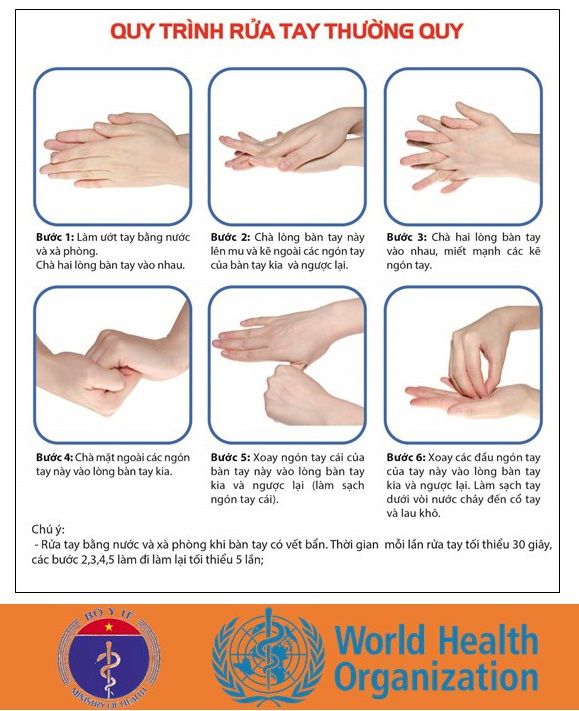 QUY TRÌNH RỬA TAY THƯỜNG QUY
Bước 1: Làm ướt tay bằng nước
và xà phòng.
Chà hai lòng bàn tay vào nhau.
Bước 2: Chà lòng bàn tay này
lên mu và kẽ ngoài các ngón tay
của bàn tay kia và ngược lại.
Bước 3: Chà hai lòng bàn tay
vào nhau, miết mạnh các kẽ
ngón tay.
Bước 4: Chà mặt ngoài các ngón
tay này vào lòng bàn tay kia.
Bước 5: Xoay ngón tay cái của
bàn tay này vào lòng bàn tay
kia và ngược lại (làm sạch
ngón tay cái).
Bước 6: Xoay các đầu ngón tay
của tay này vào lòng bàn tay
kia và ngược lại. Làm sạch tay
dưới vòi nước chảy đến cổ tay
và lau khô.
Chú ý:
- Rửa tay bằng nước và xà phòng khi bàn tay có vết bẩn. Thời gian mỗi lần rửa tay tối thiểu 30 giây,
các bước 2,3,4,5 làm đi làm lại tối thiểu 5 lần;
BỘ Y TẾ
MINISTRY OF HEALTH
World Health
Organization